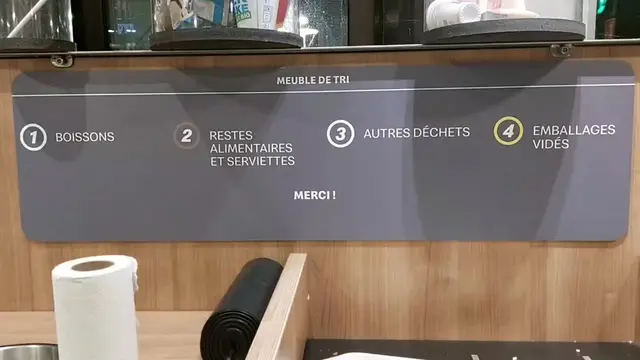 MEUBLE DE TRI
1 BOISSONS
2 RESTES
ALIMENTAIRES
ET SERVIETTES
3 AUTRES DÉCHETS
4 EMBALLAGES
VIDÉS
MERCI !